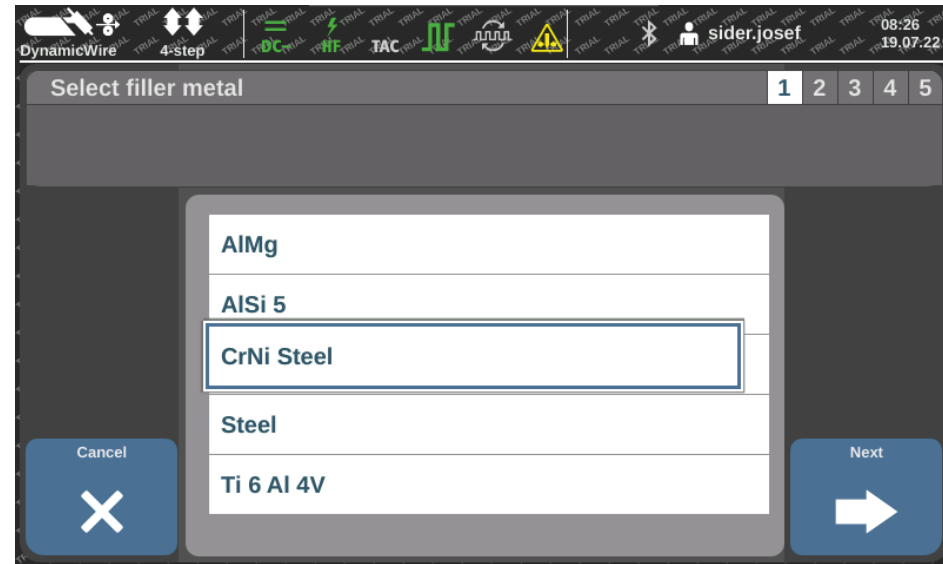 DynamicWire 4-step DC- HF TAC sider.josef 08:26
19.07.22
Select filler metal 1 2 3 4 5
AlMg
AlSi 5
CrNi Steel
Steel
Ti 6 Al 4V
Cancel
Next
TRIAL